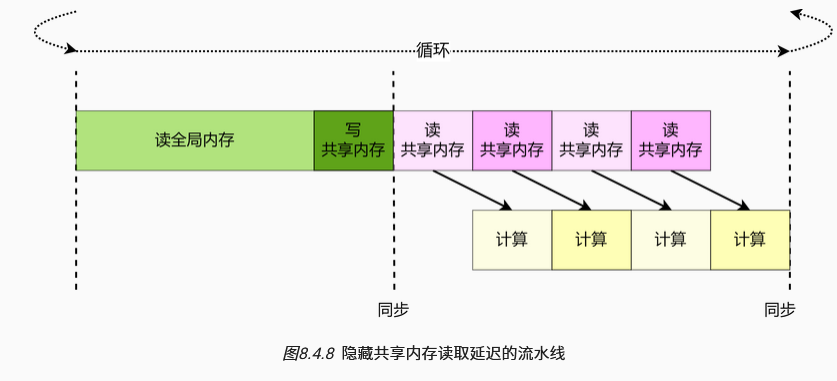 循环
读全局内存
写
共享内存
读
共享内存
读
共享内存
读
共享内存
读
共享内存
计算
计算
计算
计算
同步
同步
图8.4.8 隐藏共享内存读取延迟的流水线